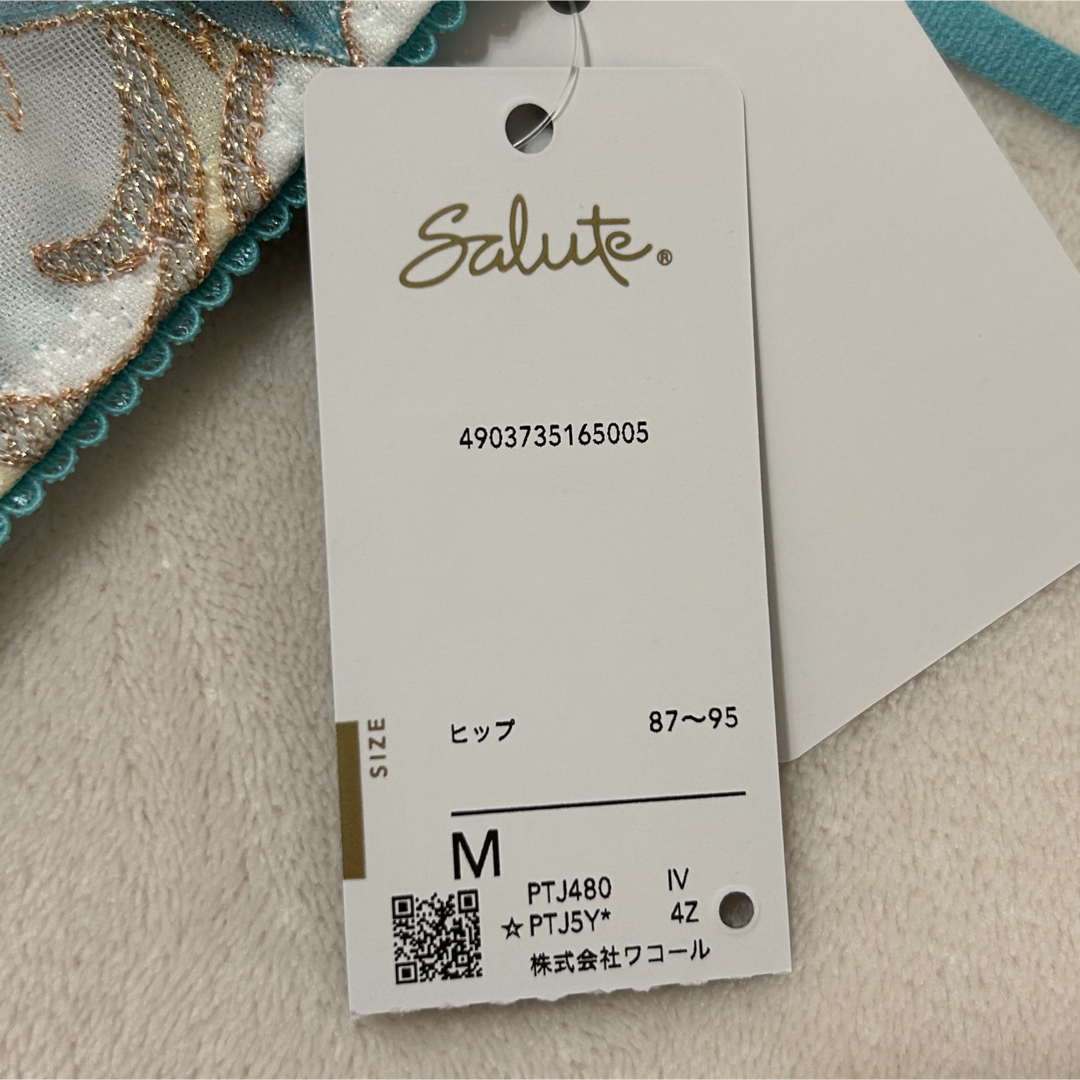 Salute®
4903735165005
SIZE
ヒップ 87〜95
M
PTJ480 IV
☆PTJ5Y* 4Z
株式会社ワコール